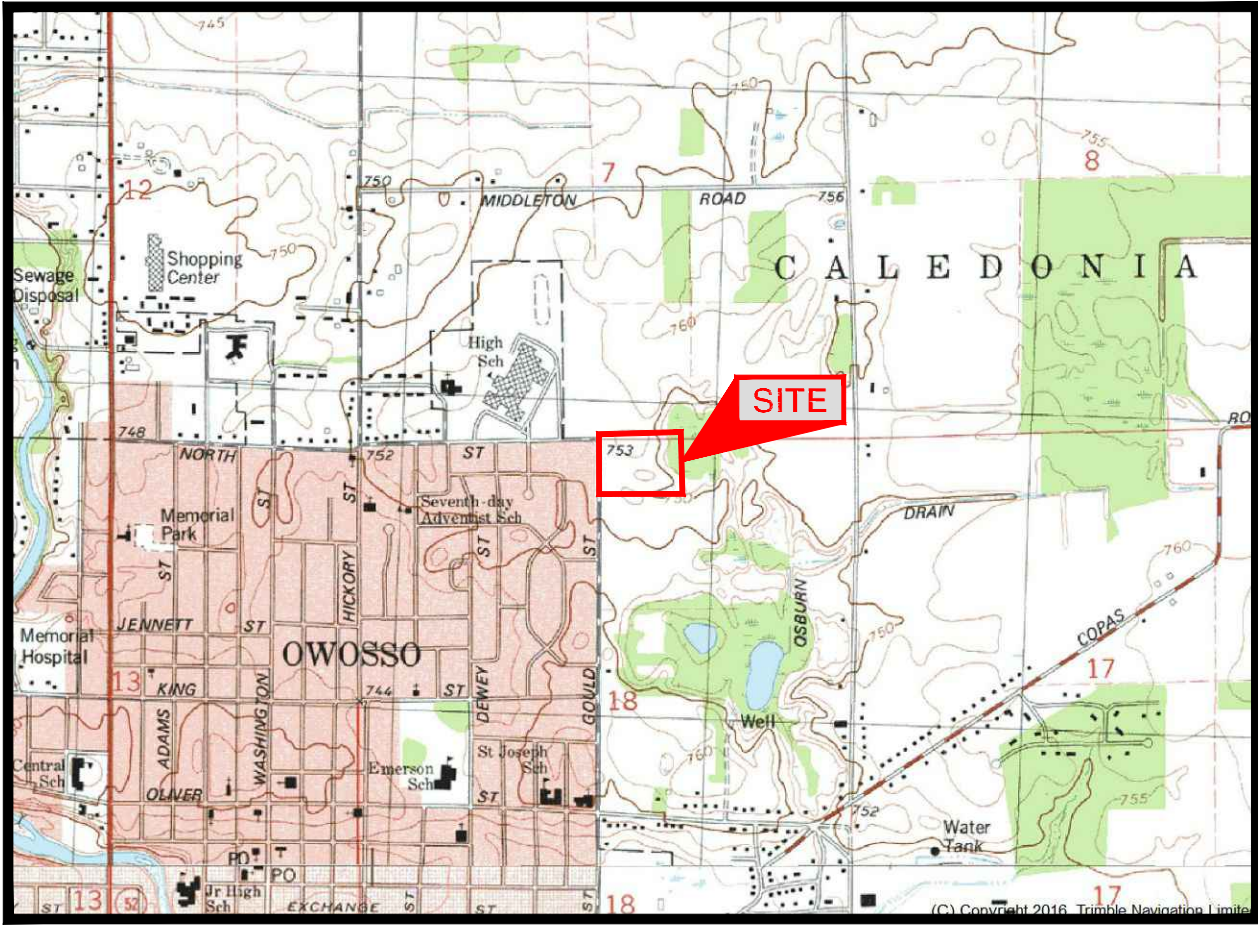 745
750
755
8
7
12
750
MIDDLETON
ROAD
756
Shopping
Center
750
CALEDONIA
Sewage
Disposal
760
High
Sch
SITE
748
NORTH
752
ST
753
750
RO
ST
ST
Seventh-day
Adventist Sch
Memorial
Park
DRAIN
760
ST
HICKORY
ST
ST
OSBURN
JENNETT
ST
750
COPAS
Memorial
Hospital
OWOSSO
17
13
KING
744
ST
DEWEY
GOULD
18
WASHINGTON
ADAMS
Well
760
Central
Sch
Emerson
Sch
St Joseph
Sch
OLIVER
ST
755
752
Water
Tank
PO
PO
Jr High
Sch
ST
13
52
EXCHANGE
ST
ST
ST
18
17
(C) Copyright 2016, Trimble Navigation Limite